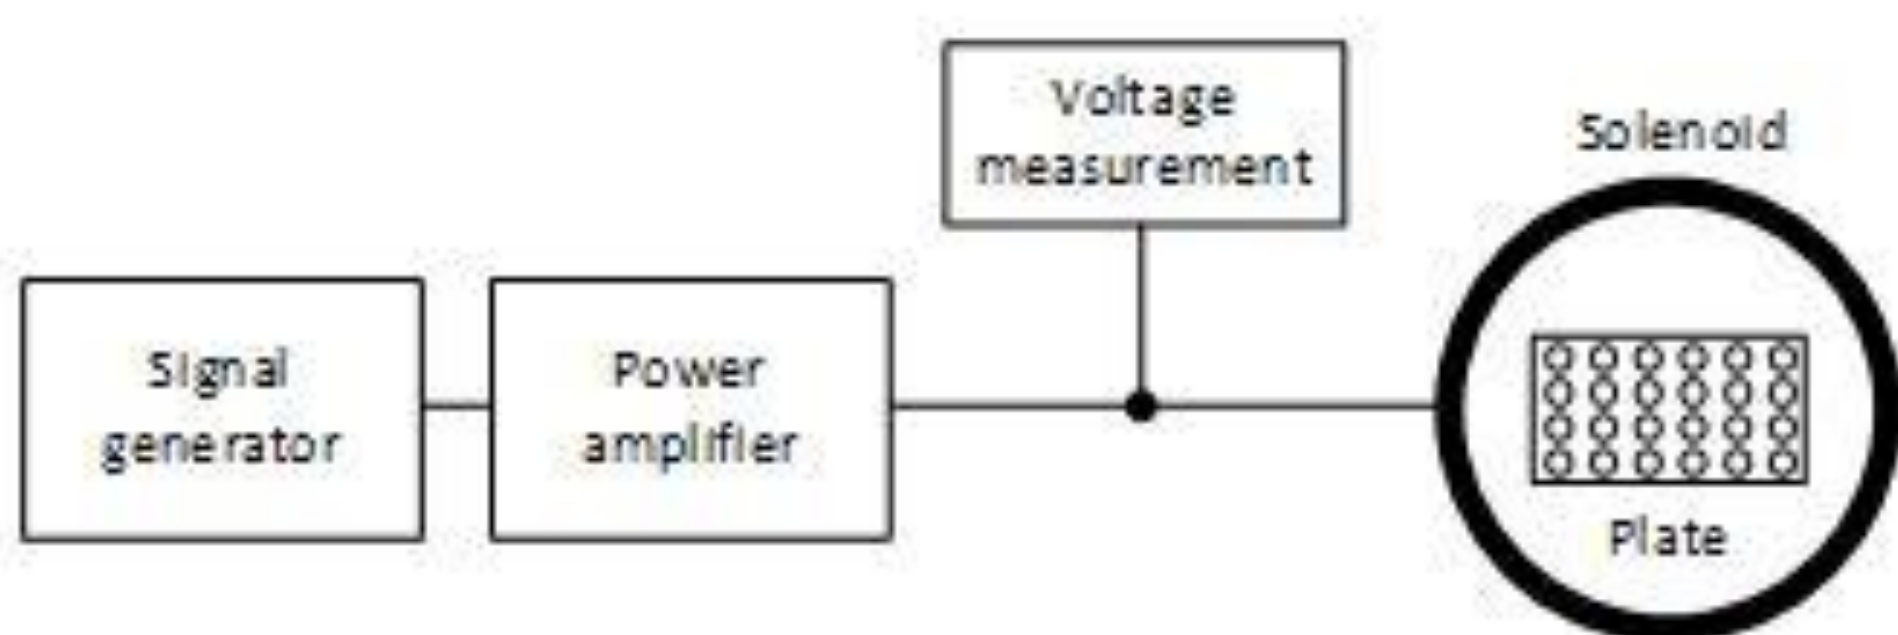 Voltage
measurement
Solenoid
Signal
generator
Power
amplifier
Plate